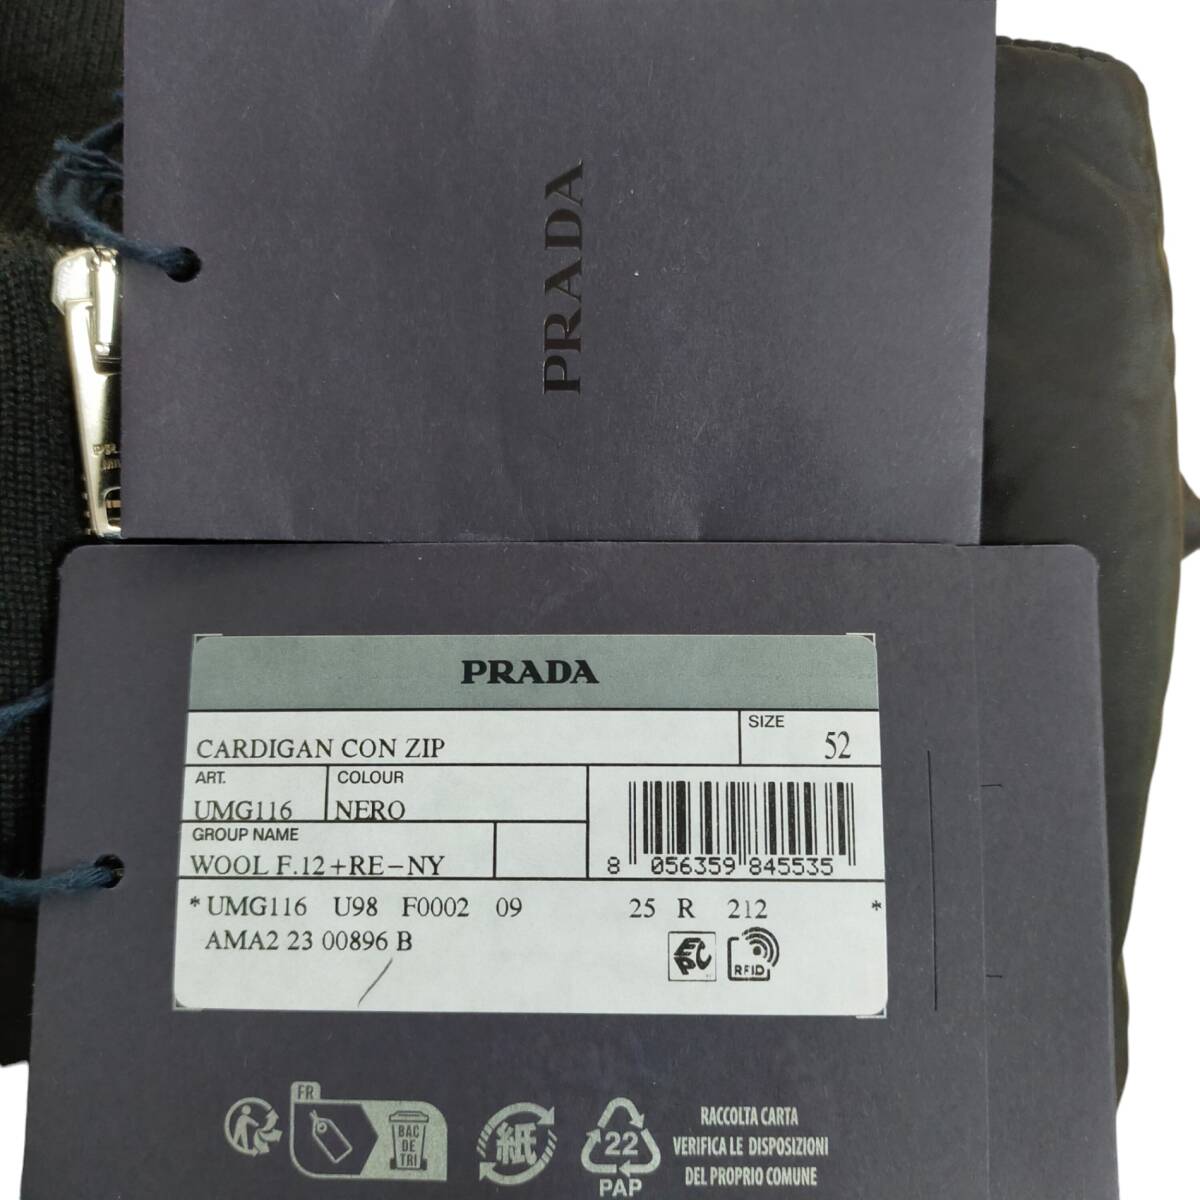 PRADA
PRADA
CARDIGAN CON ZIP
SIZE
52
ART.
UMG116
COLOUR
NERO
GROUP NAME
WOOL F.12+RE-NY
8 056359 845535
* UMG116 U98 F0002 09 25 R 212 *
AMA2 23 00896 B
EPC
RFID
FR
BAC
DE
TRI
紙
22
PAP
RACCOLTA CARTA
VERIFICA LE DISPOSIZIONI
DEL PROPRIO COMUNE